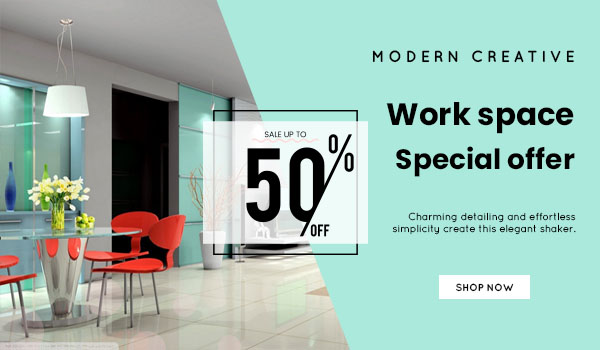 MODERN CREATIVE
Work space
Special offer
SALE UP TO
50%
OFF
Charming detailing and effortless
simplicity create this elegant shaker.
SHOP NOW